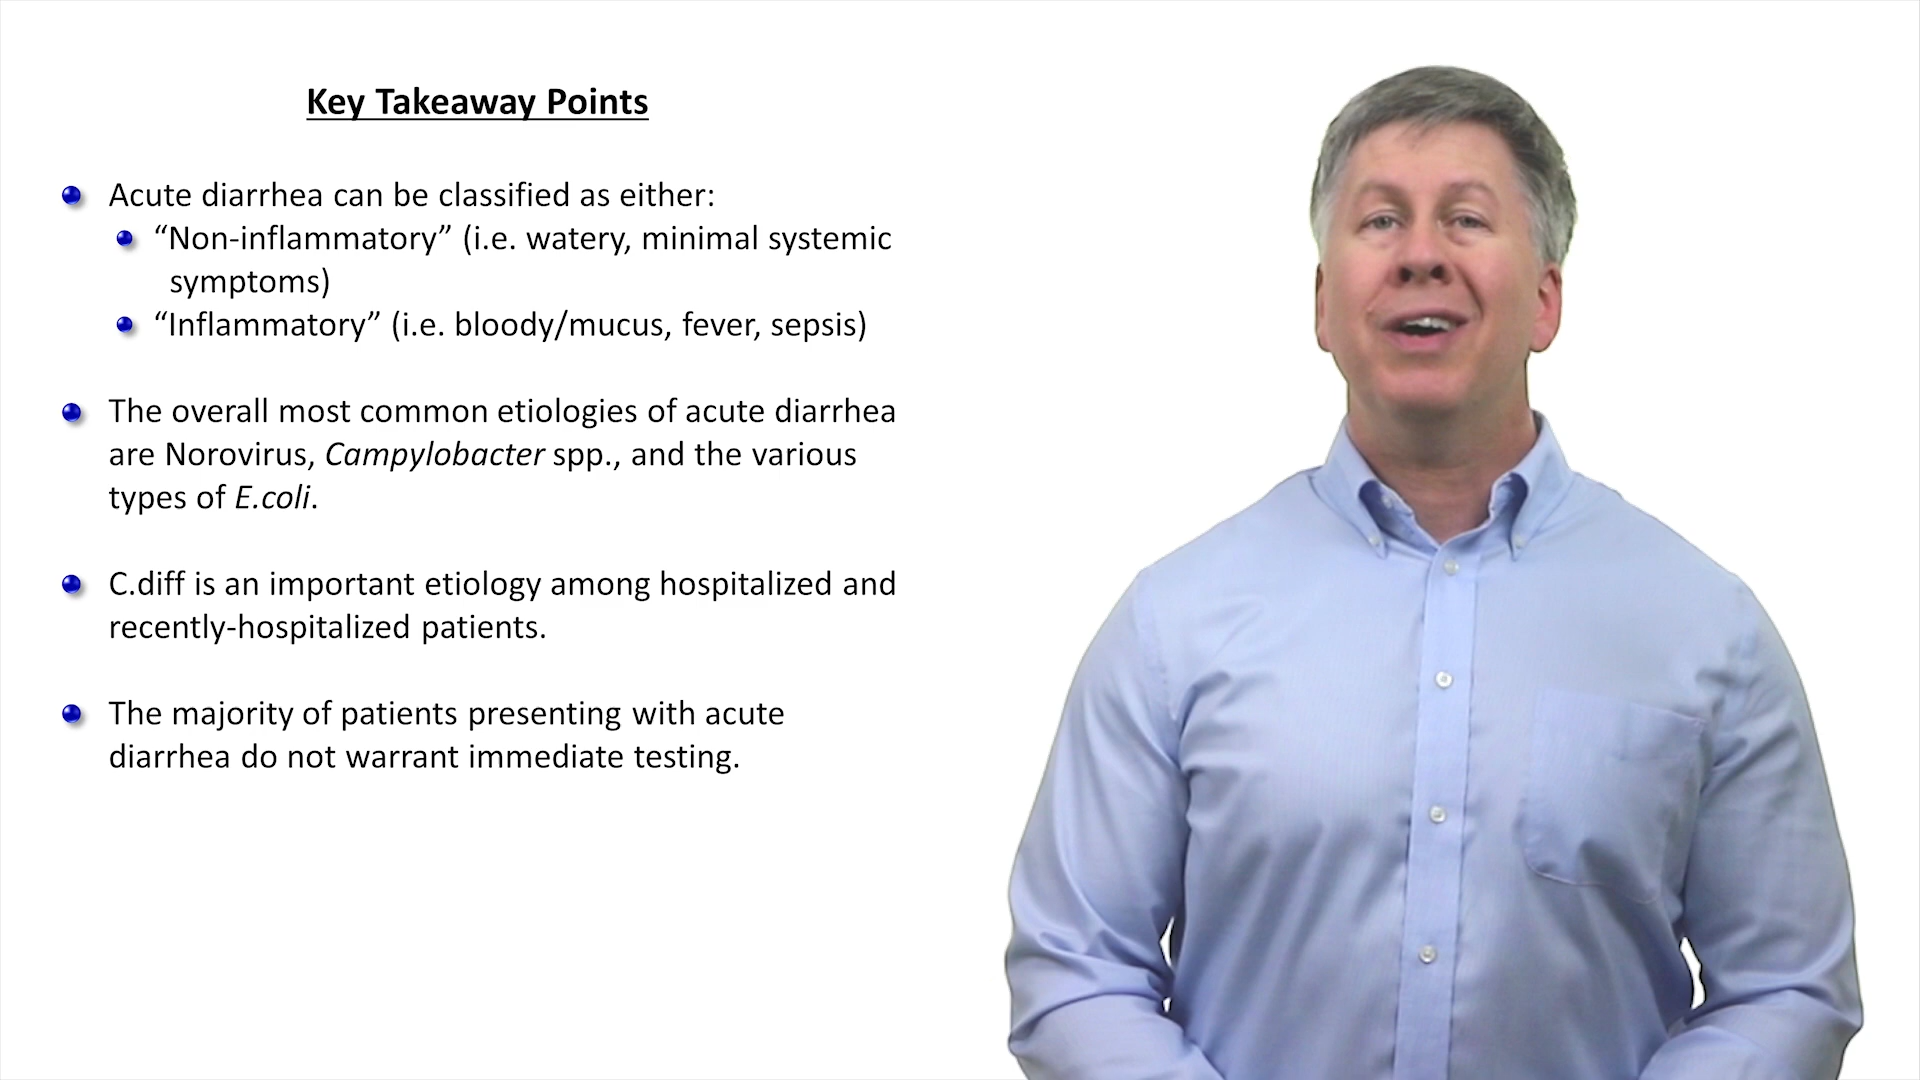 Key Takeaway Points
Acute diarrhea can be classified as either:
“Non-inflammatory” (i.e. watery, minimal systemic
symptoms)
“Inflammatory” (i.e. bloody/mucus, fever, sepsis)
The overall most common etiologies of acute diarrhea
are Norovirus, Campylobacter spp., and the various
types of E.coli.
C.diff is an important etiology among hospitalized and
recently-hospitalized patients.
The majority of patients presenting with acute
diarrhea do not warrant immediate testing.